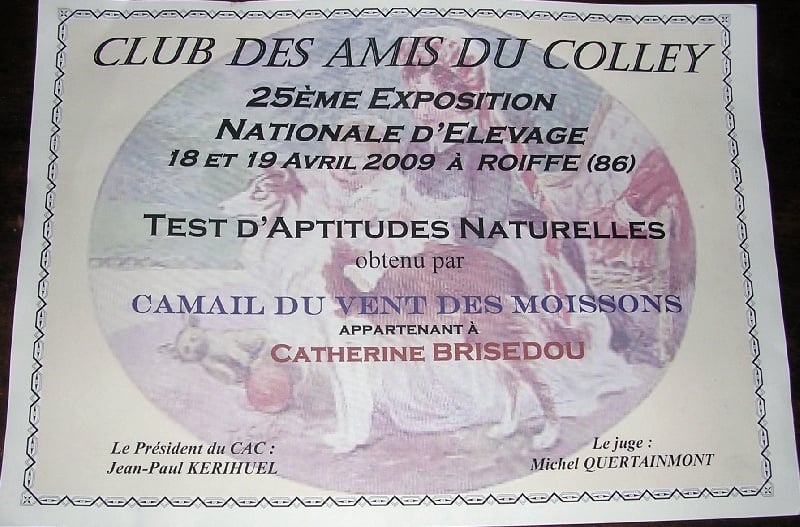 CLUB DES AMIS DU COLLEY
25ÈME EXPOSITION
NATIONALE D'ELEVAGE
18 ET 19 AVRIL 2009 À ROIFFE (86)
TEST D'APTITUDES NATURELLES
obtenu par
CAMAIL DU VENT DES MOISSONS
APPARTENANT À
CATHERINE BRISEDOU
Le Président du CAC :
Jean-Paul KERIHUEL
Le juge :
Michel QUERTAINMONT